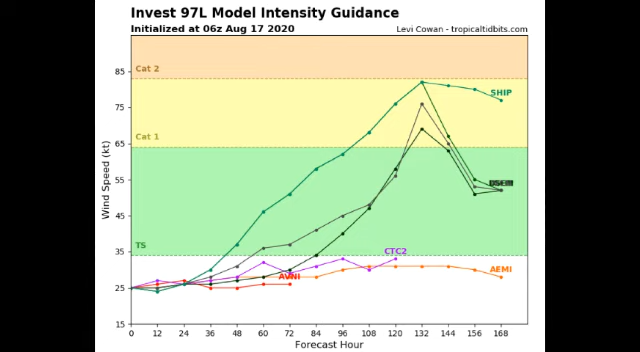 Invest 97L Model Intensity Guidance
Initialized at 06z Aug 17 2020
Levi Cowan - tropicaltidbits.com
Wind Speed (kt)
85
75
65
55
45
35
25
15
Cat 2
Cat 1
TS
SHIP
CTC2
AVNI
AEMI
0 12 24 36 48 60 72 84 96 108 120 132 144 156 168
Forecast Hour